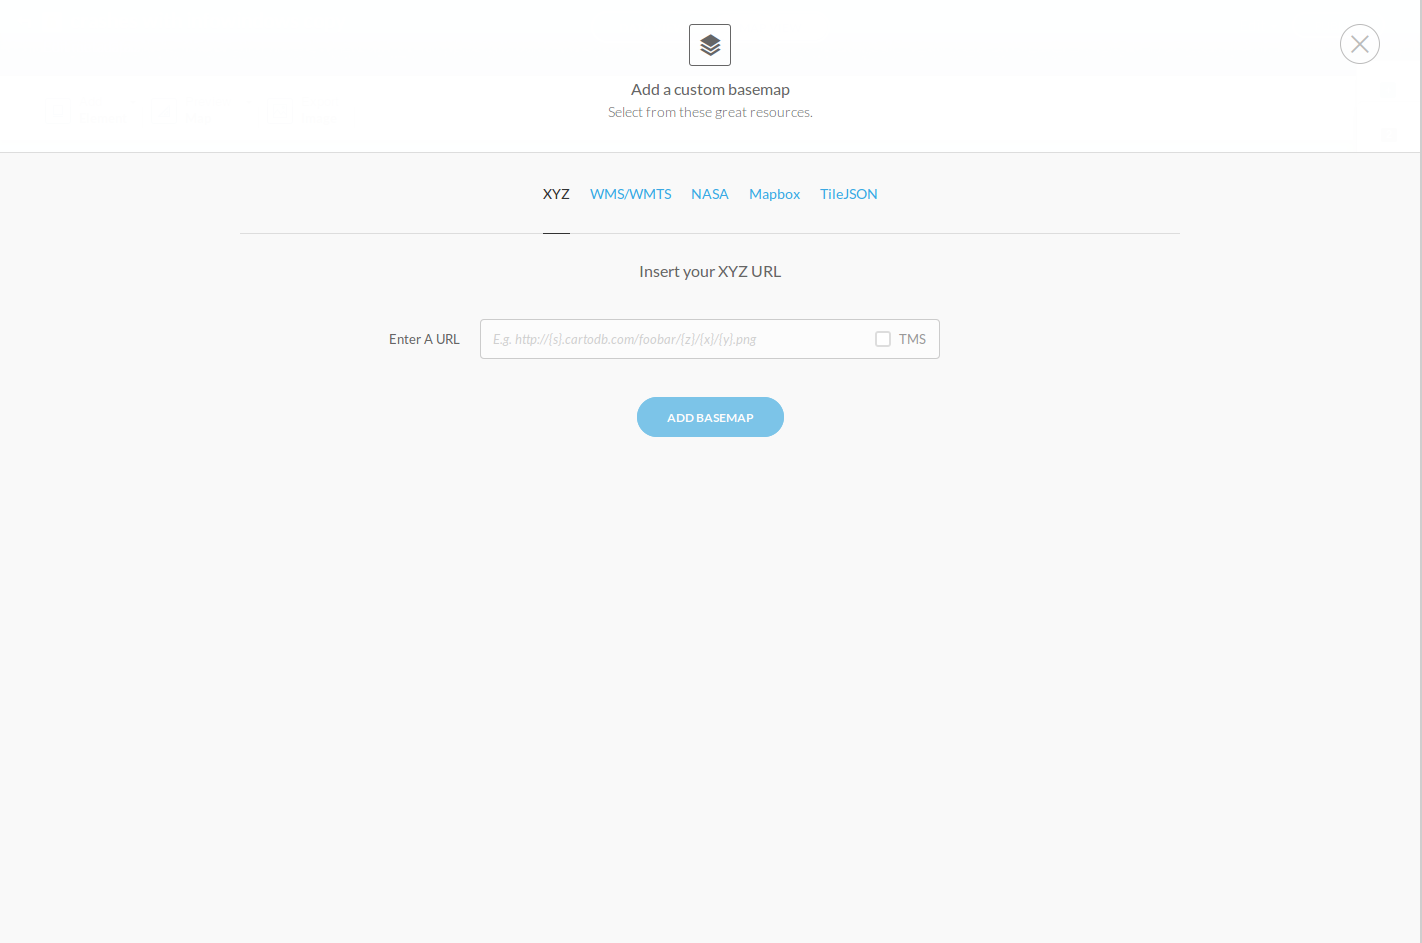 Add a custom basemap
Select from these great resources.
XYZ WMS/WMTS NASA Mapbox TileJSON
Insert your XYZ URL
Enter A URL E.g. http://{s}.cartodb.com/foobar/{z}/{x}/{y}.png TMS
ADD BASEMAP